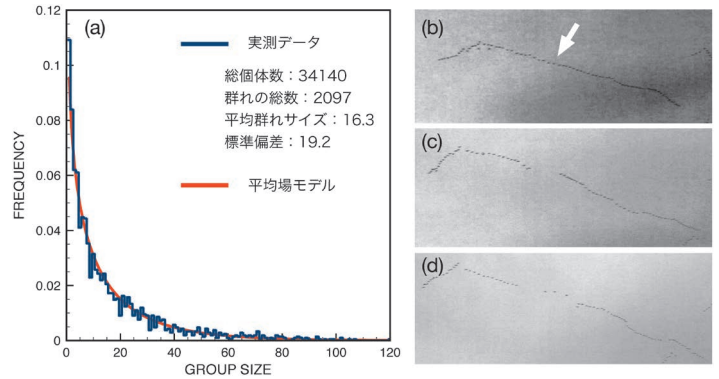 (a)
実測データ
総個体数：34140
群れの総数：2097
平均群れサイズ：16.3
標準偏差：19.2
平均場モデル
FREQUENCY
0.12
0.1
0.08
0.06
0.04
0.02
0
0 20 40 60 80 100 120
GROUP SIZE
(b)
(c)
(d)